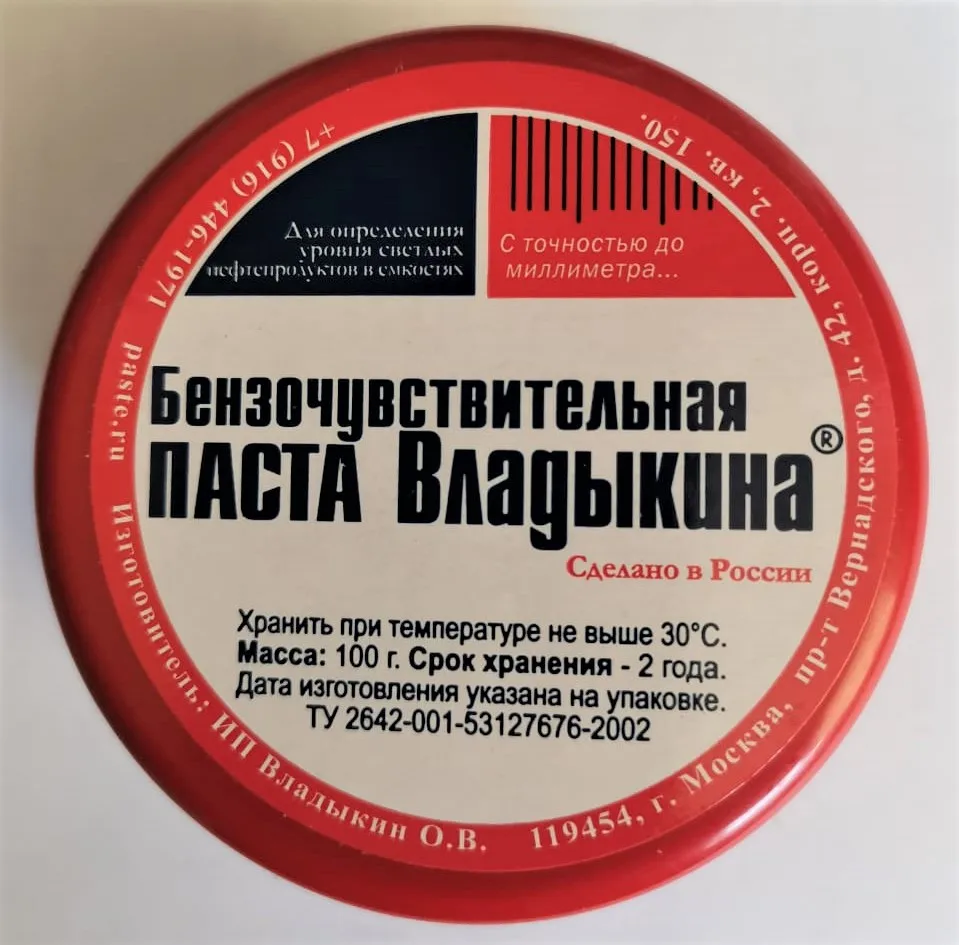 Для определения
уровня светлых
нефтепродуктов в емкостях
С точностью до
миллиметра...
Бензочувствительная
ПАСТА Владыкина®
Сделано в России
Хранить при температуре не выше 30°С.
Масса: 100 г. Срок хранения - 2 года.
Дата изготовления указана на упаковке.
ТУ 2642-001-53127676-2002
Изготовитель: ИП Владыкин О.В. 119454, г. Москва, пр-т Вернадского, д. 42, корп. 2, кв. 150.
+7 (916) 446-1971 paste.ru